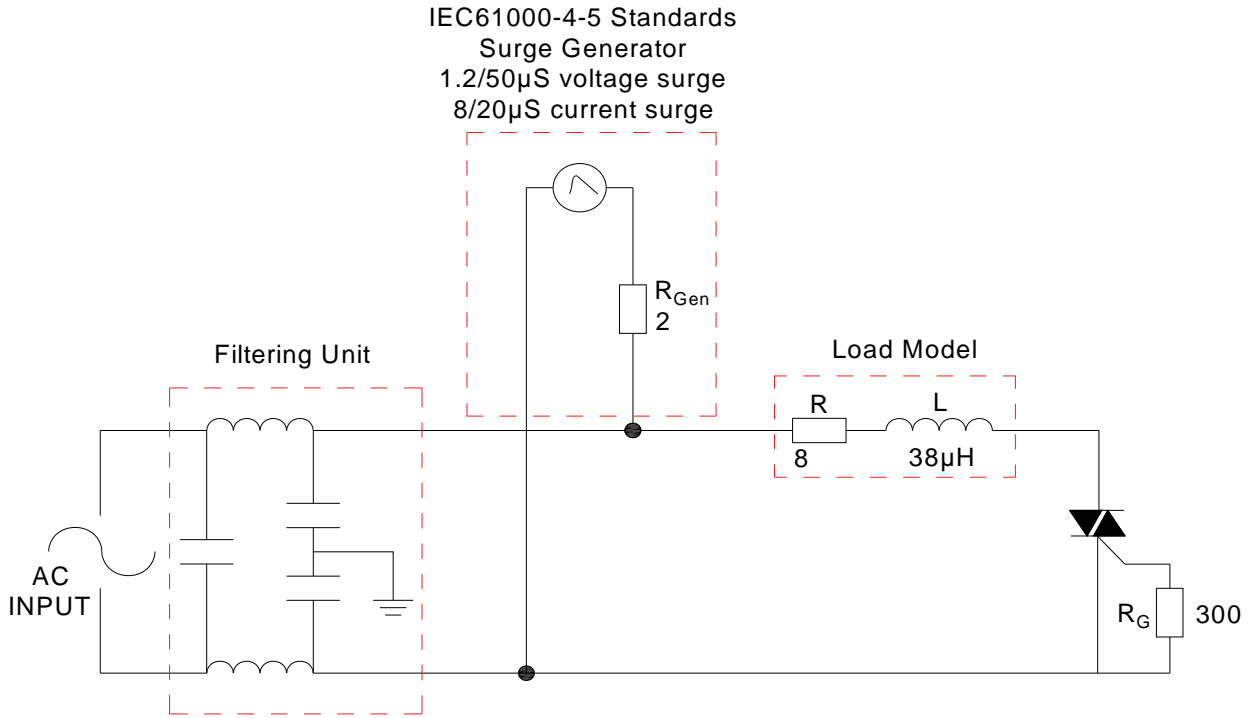 IEC61000-4-5 Standards
Surge Generator
1.2/50µS voltage surge
8/20µS current surge
RGen
2
Filtering Unit
Load Model
R
L
8
38µH
AC
INPUT
RG
300